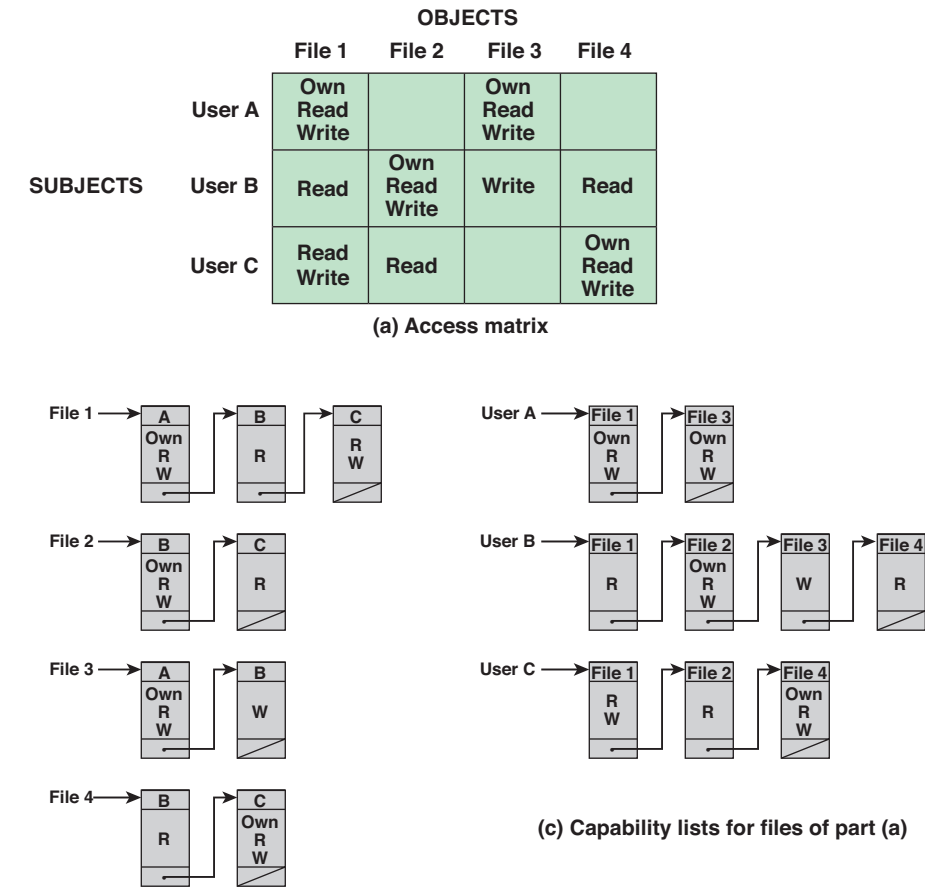 OBJECTS
File 1 File 2 File 3 File 4
SUBJECTS
User A
Own
Read
Write
Own
Read
Write
User B
Read
Own
Read
Write
Write
Read
User C
Read
Write
Read
Own
Read
Write
(a) Access matrix
File 1
A
Own
R
W
B
R
C
R
W
File 2
B
Own
R
W
C
R
File 3
A
Own
R
W
B
W
File 4
B
R
C
Own
R
W
User A
File 1
Own
R
W
File 3
Own
R
W
User B
File 1
R
File 2
Own
R
W
File 3
W
File 4
R
User C
File 1
R
W
File 2
R
File 4
Own
R
W
(c) Capability lists for files of part (a)